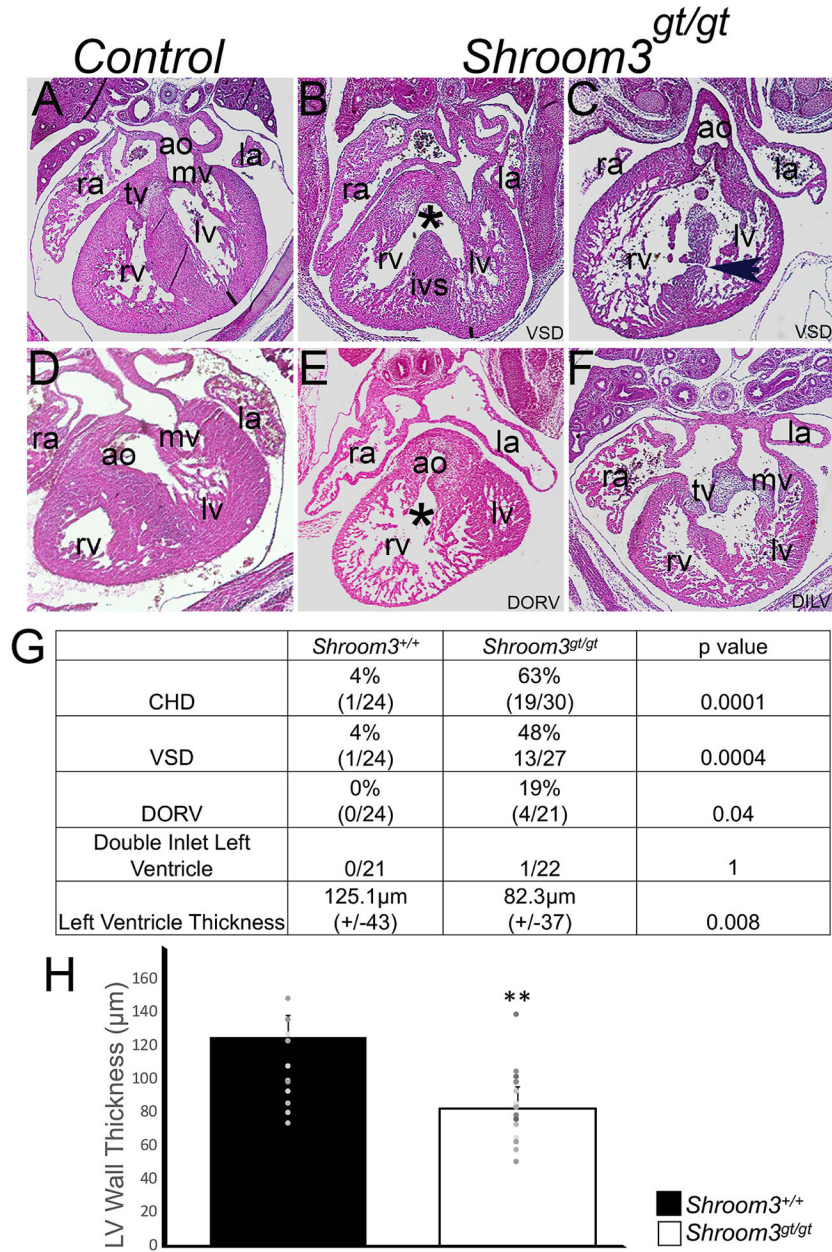 Control
Shroom3gt/gt
A
ao
la
mv
ra
tv
lv
rv
B
ra
la
*
rv
lv
ivs
VSD
C
ao
ra
lv
rv
VSD
D
la
mv
ra
ao
lv
rv
E
la
ra
ao
*
lv
rv
DORV
F
la
ra
mv
tv
rv
lv
DILV
G
Shroom3+/+ Shroom3gt/gt p value
CHD 4% (1/24) 63% (19/30) 0.0001
VSD 4% (1/24) 48% 13/27 0.0004
DORV 0% (0/24) 19% (4/21) 0.04
Double Inlet Left
Ventricle 0/21 1/22 1
Left Ventricle Thickness 125.1µm (+/-43) 82.3µm (+/-37) 0.008
H
LV Wall Thickness (µm)
160
140
120
100
80
60
40
20
0
**
Shroom3+/+
Shroom3gt/gt